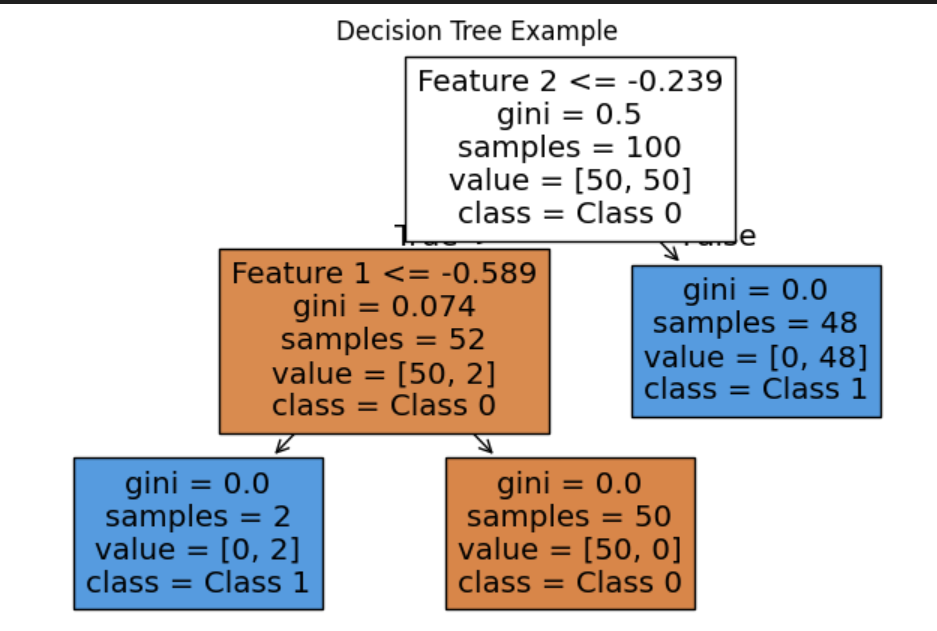 Decision Tree Example
Feature 2 <= -0.239
gini = 0.5
samples = 100
value = [50, 50]
class = Class 0
True
False
Feature 1 <= -0.589
gini = 0.074
samples = 52
value = [50, 2]
class = Class 0
gini = 0.0
samples = 48
value = [0, 48]
class = Class 1
gini = 0.0
samples = 2
value = [0, 2]
class = Class 1
gini = 0.0
samples = 50
value = [50, 0]
class = Class 0